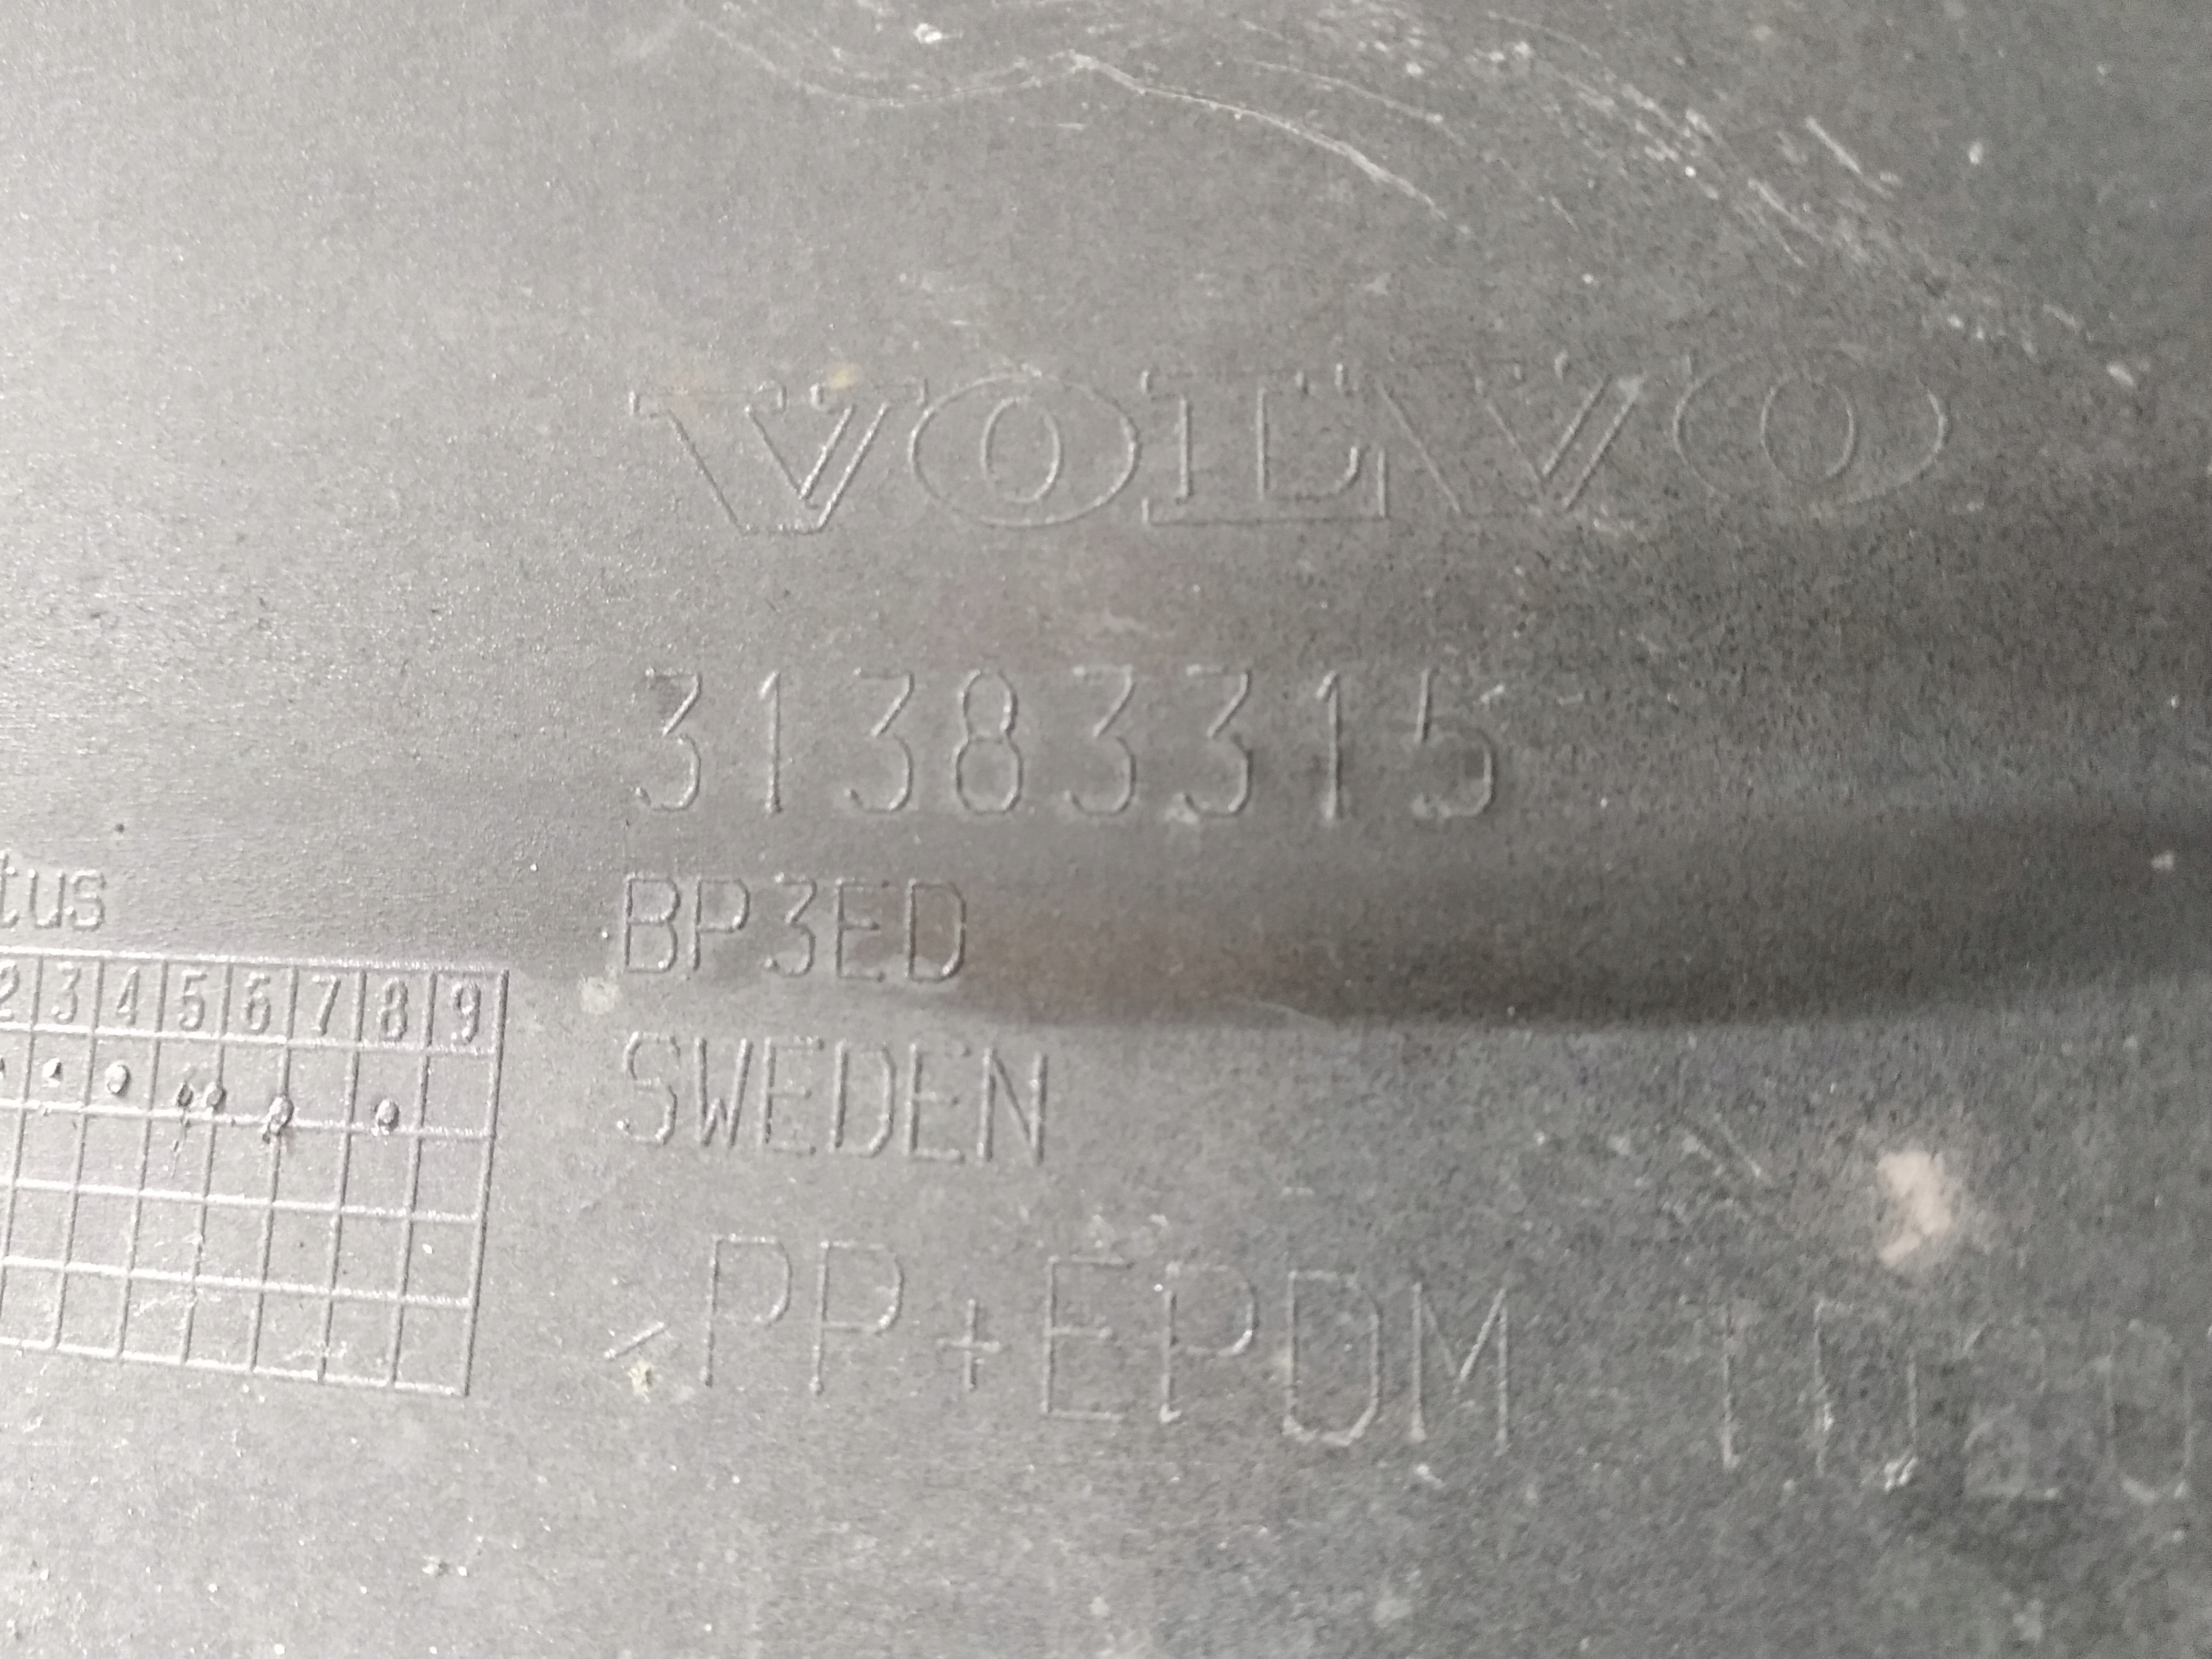 VOLVO
31383315
BP3ED
tus
2 3 4 5 6 7 8 9
SWEDEN
PP+EPDM